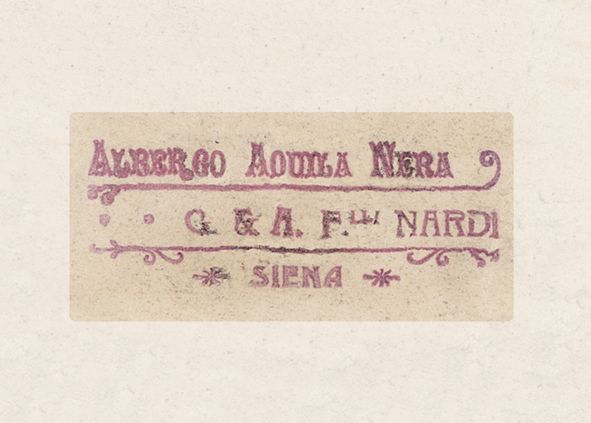 ALBERGO AQUILA NERA
G. & A. F.lli NARDI
SIENA